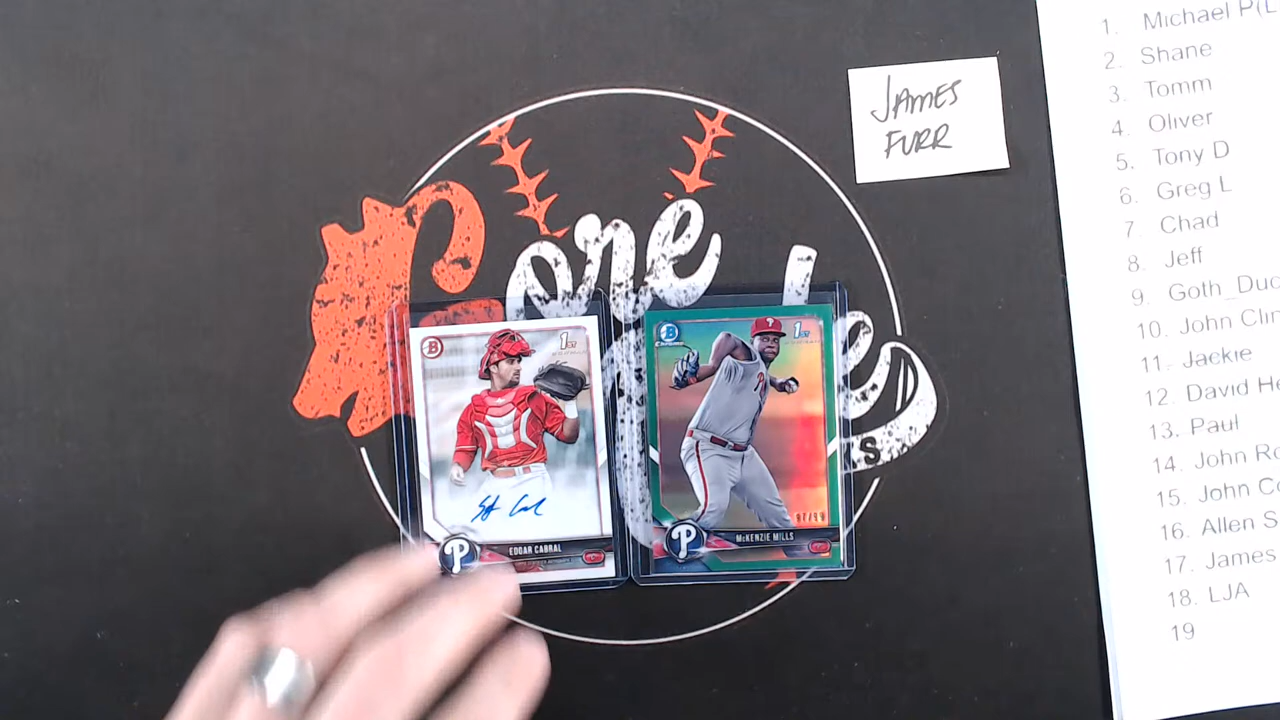 JAMES
FURR
1. Michael P(L
2. Shane
3. Tomm
4. Oliver
5. Tony D
6. Greg L
7. Chad
8. Jeff
9. Goth_Duc
10. John Clin
11. Jackie
12. David He
13. Paul
14. John Ro
15. John Co
16. Allen S
17. James
18. LJA
19
Core
B
1ST
P
EDGAR CABRAL
B
Chrome
1ST
P
McKENZIE MILLS
S